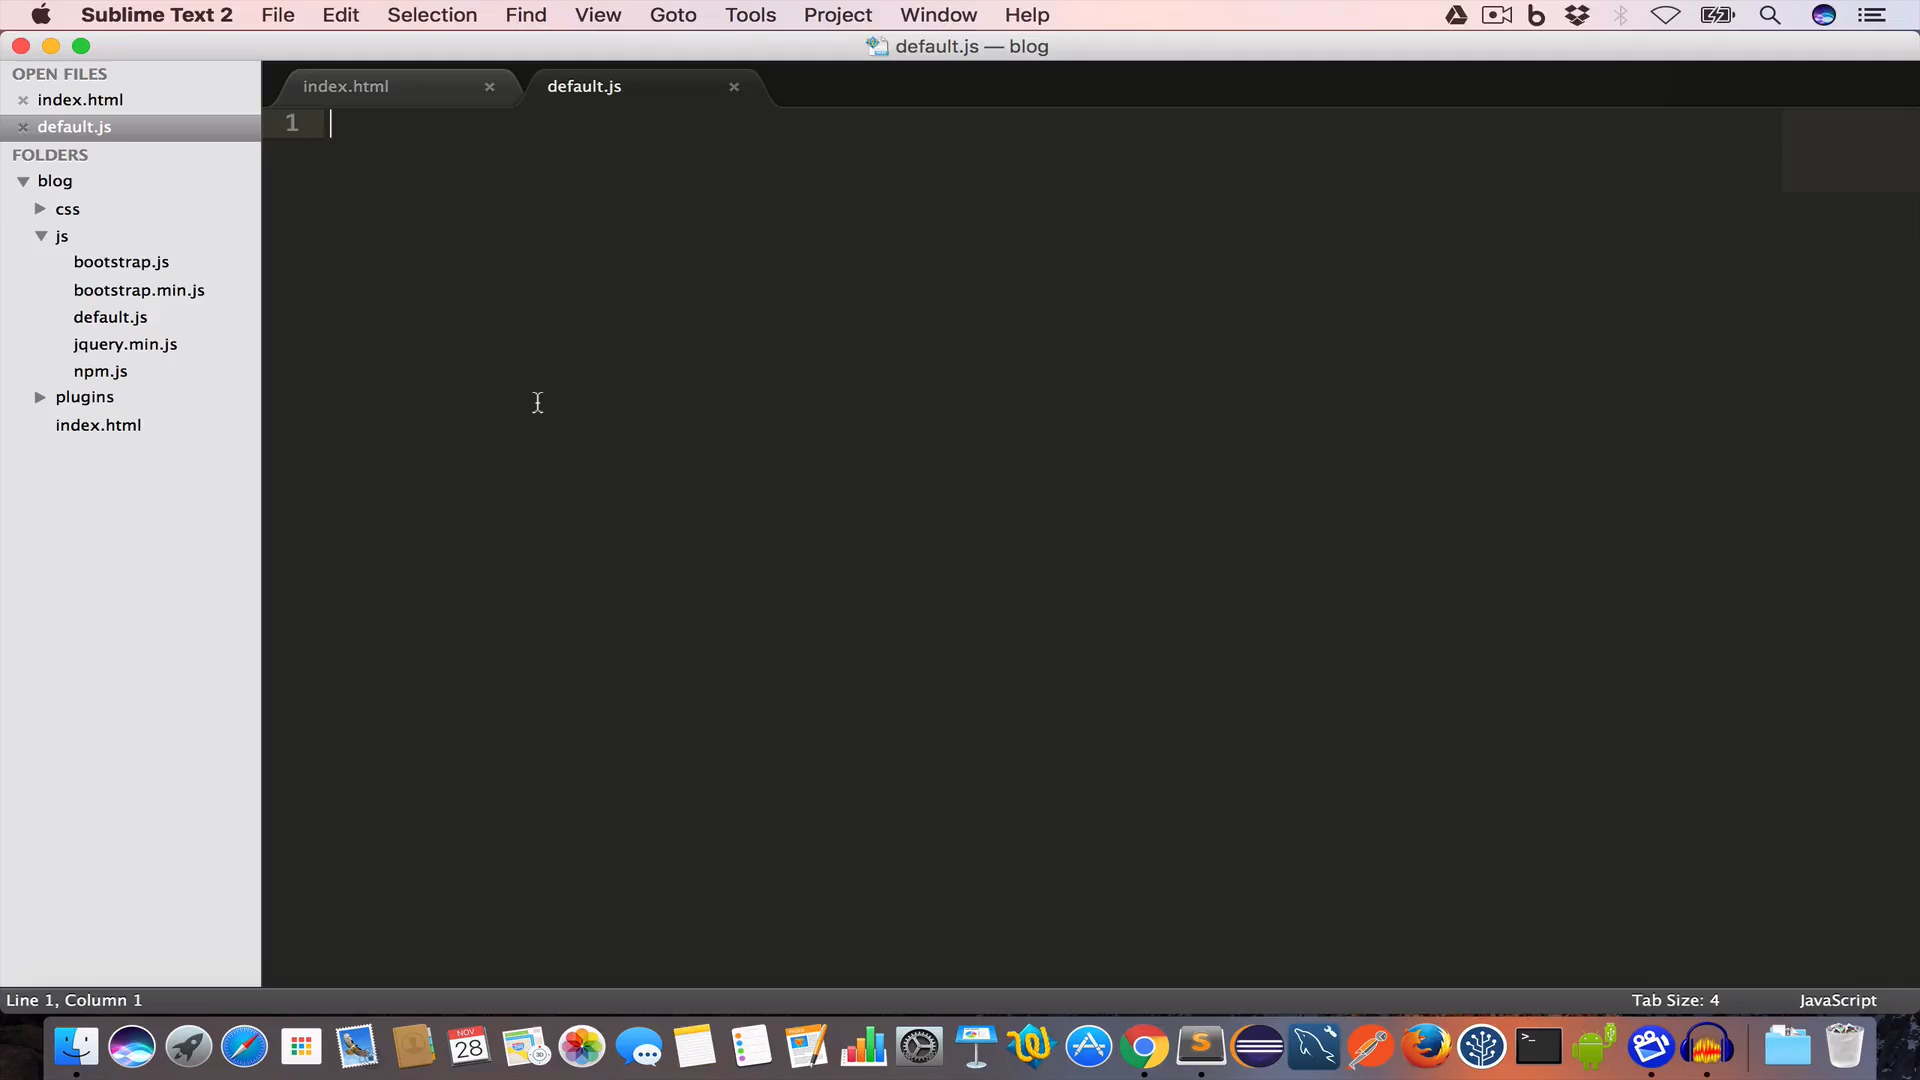 Sublime Text 2 File Edit Selection Find View Goto Tools Project Window Help
default.js — blog
OPEN FILES
index.html
default.js
FOLDERS
blog
css
js
bootstrap.js
bootstrap.min.js
default.js
jquery.min.js
npm.js
plugins
index.html
index.html default.js
1
Line 1, Column 1 Tab Size: 4 JavaScript
NOV
28